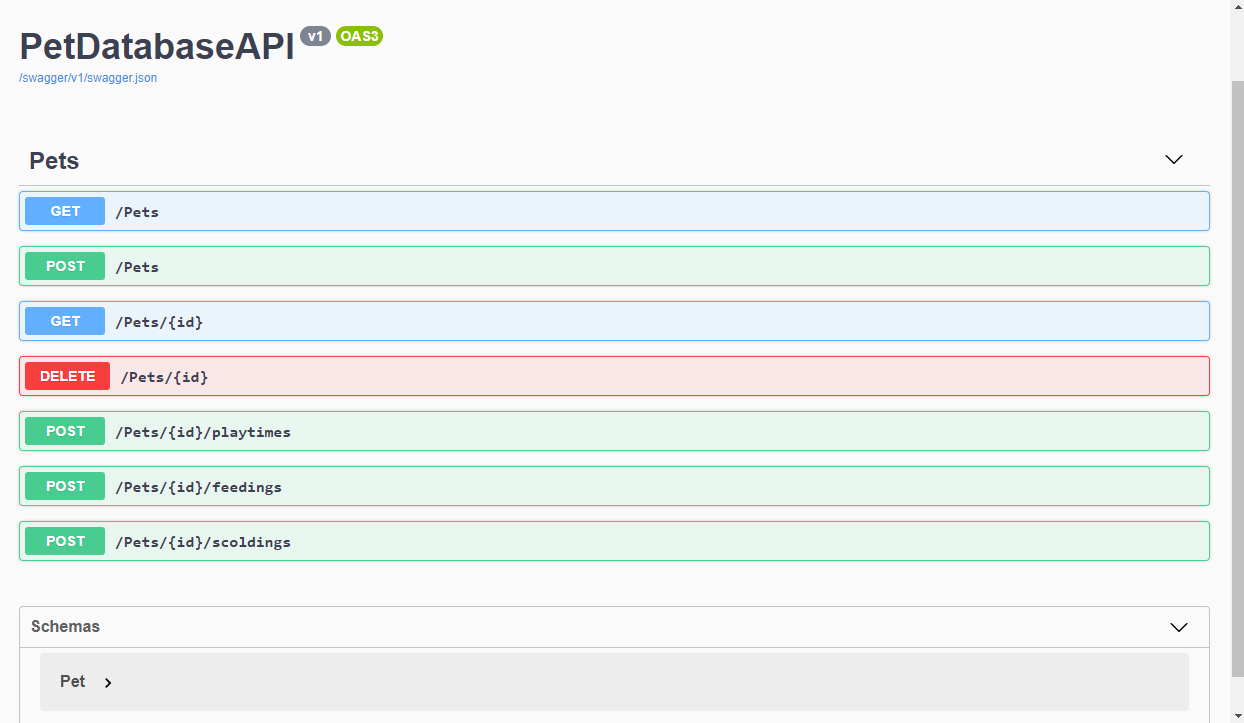 PetDatabaseAPI v1 OAS3
/swagger/v1/swagger.json
Pets
GET /Pets
POST /Pets
GET /Pets/{id}
DELETE /Pets/{id}
POST /Pets/{id}/playtimes
POST /Pets/{id}/feedings
POST /Pets/{id}/scoldings
Schemas
Pet